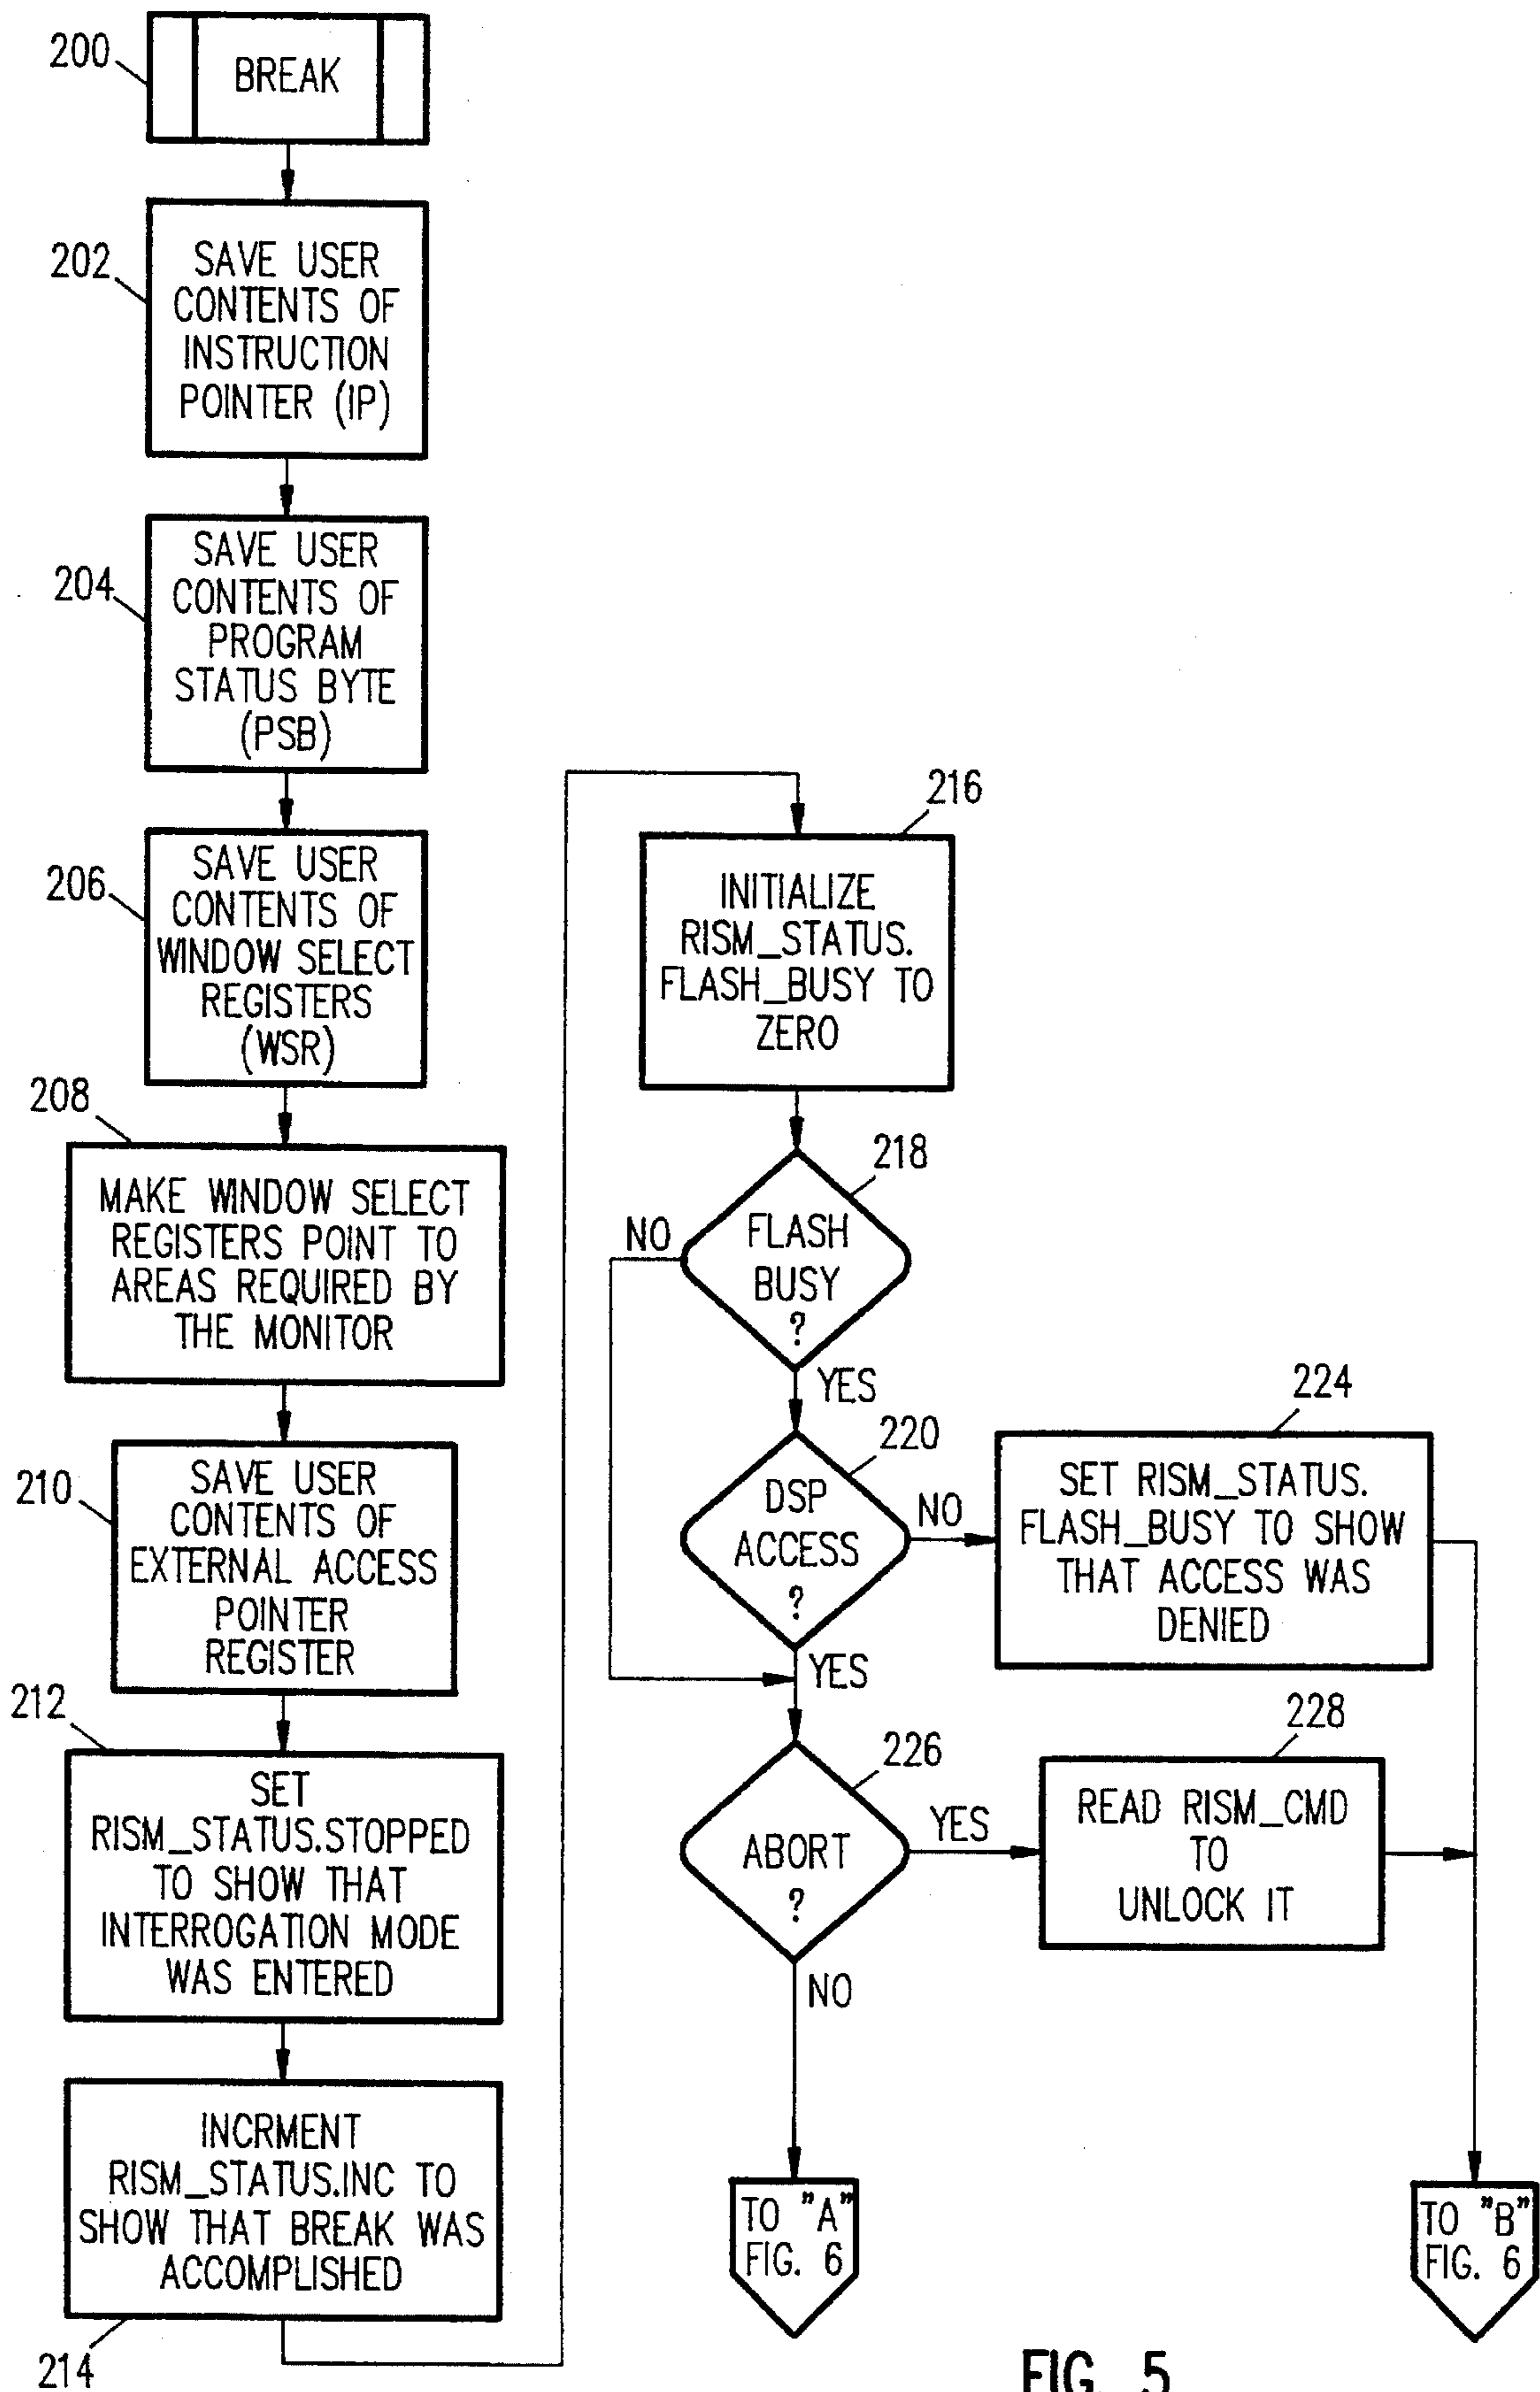 200
BREAK
202
SAVE USER
CONTENTS OF
INSTRUCTION
POINTER (IP)
204
SAVE USER
CONTENTS OF
PROGRAM
STATUS BYTE
(PSB)
206
SAVE USER
CONTENTS OF
WINDOW SELECT
REGISTERS
(WSR)
208
MAKE WINDOW SELECT
REGISTERS POINT TO
AREAS REQUIRED BY
THE MONITOR
210
SAVE USER
CONTENTS OF
EXTERNAL ACCESS
POINTER
REGISTER
212
SET
RISM_STATUS.STOPPED
TO SHOW THAT
INTERROGATION MODE
WAS ENTERED
INCRMENT
RISM_STATUS.INC TO
SHOW THAT BREAK WAS
ACCOMPLISHED
214
216
INITIALIZE
RISM_STATUS.
FLASH_BUSY TO
ZERO
218
NO
FLASH
BUSY
?
YES
220
DSP
ACCESS
?
NO
YES
224
SET RISM_STATUS.
FLASH_BUSY TO SHOW
THAT ACCESS WAS
DENIED
226
ABORT
?
YES
NO
228
READ RISM_CMD
TO
UNLOCK IT
TO "A"
FIG. 6
TO "B"
FIG. 6
FIG. 5